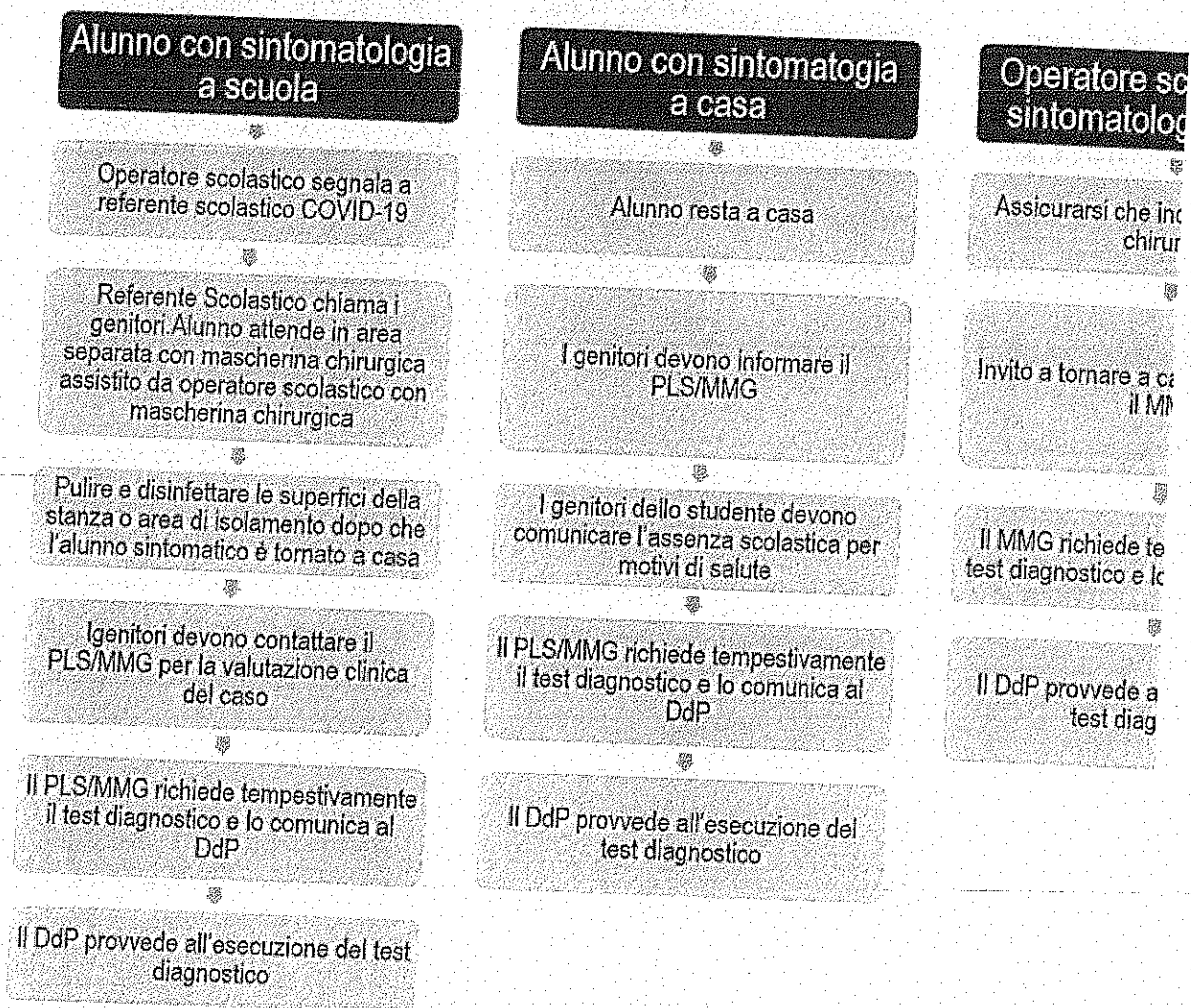 Alunno con sintomatologia
a scuola
Operatore scolastico segnala a
referente scolastico COVID-19
Referente Scolastico chiama i
genitori.Alunno attende in area
separata con mascherina chirurgica
assistito da operatore scolastico con
mascherina chirurgica
Pulire e disinfettare le superfici della
stanza o area di isolamento dopo che
l'alunno sintomatico è tornato a casa
Igenitori devono contattare il
PLS/MMG per la valutazione clinica
del caso
Il PLS/MMG richiede tempestivamente
il test diagnostico e lo comunica al
DdP
Il DdP provvede all'esecuzione del test
diagnostico
Alunno con sintomatogia
a casa
Alunno resta a casa
I genitori devono informare il
PLS/MMG
I genitori dello studente devono
comunicare l'assenza scolastica per
motivi di salute
Il PLS/MMG richiede tempestivamente
il test diagnostico e lo comunica al
DdP
Il DdP provvede all'esecuzione del
test diagnostico
Operatore sc
sintomatolog
Assicurarsi che ind
chirur
Invito a tornare a ca
il MM
Il MMG richiede te
test diagnostico e lo
Il DdP provvede a
test diag